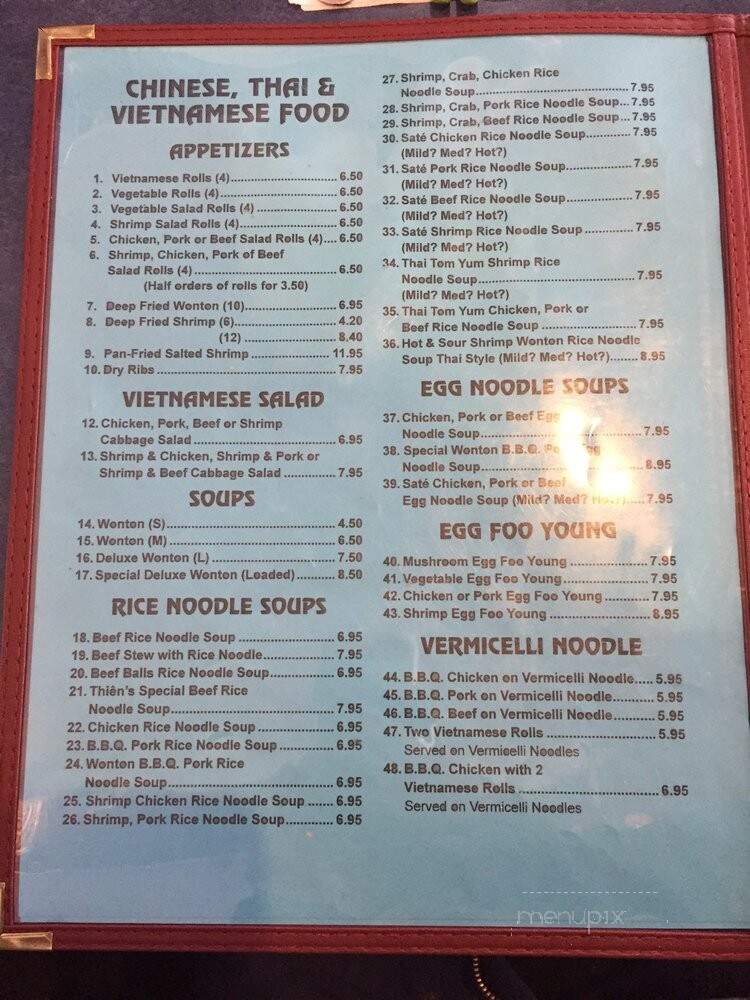 CHINESE, THAI &
VIETNAMESE FOOD
APPETIZERS
1. Vietnamese Rolls (4)..............................6.50
2. Vegetable Rolls (4)..............................6.50
3. Vegetable Salad Rolls (4) ......................6.50
4. Shrimp Salad Rolls (4)..........................6.50
5. Chicken, Pork or Beef Salad Rolls (4)....6.50
6. Shrimp, Chicken, Pork of Beef
Salad Rolls (4)......................................6.50
(Half orders of rolls for 3.50)
7. Deep Fried Wonton (10)..........................6.95
8. Deep Fried Shrimp (6)............................4.20
(12) ............................8.40
9. Pan-Fried Salted Shrimp ......................11.95
10. Dry Ribs................................................7.95
VIETNAMESE SALAD
12. Chicken, Pork, Beef or Shrimp
Cabbage Salad ......................................6.95
13. Shrimp & Chicken, Shrimp & Pork or
Shrimp & Beef Cabbage Salad ..............7.95
SOUPS
14. Wonton (S)............................................4.50
15. Wonton (M) ..........................................6.50
16. Deluxe Wonton (L) ................................7.50
17. Special Deluxe Wonton (Loaded)..........8.50
RICE NOODLE SOUPS
18. Beef Rice Noodle Soup ........................6.95
19. Beef Stew with Rice Noodle..................7.95
20. Beef Balls Rice Noodle Soup................6.95
21. Thiên's Special Beef Rice
Noodle Soup..........................................7.95
22. Chicken Rice Noodle Soup ....................6.95
23. B.B.Q. Pork Rice Noodle Soup ..............6.95
24. Wonton B.B.Q. Pork Rice
Noodle Soup..........................................6.95
25. Shrimp Chicken Rice Noodle Soup .......6.95
26. Shrimp, Pork Rice Noodle Soup............6.95
27. Shrimp, Crab, Chicken Rice
Noodle Soup..........................................7.95
28. Shrimp, Crab, Pork Rice Noodle Soup...7.95
29. Shrimp, Crab, Beef Rice Noodle Soup...7.95
30. Saté Chicken Rice Noodle Soup............7.95
(Mild? Med? Hot?)
31. Saté Pork Rice Noodle Soup..................7.95
(Mild? Med? Hot?)
32. Saté Beef Rice Noodle Soup..................7.95
(Mild? Med? Hot?)
33. Saté Shrimp Rice Noodle Soup ..............7.95
(Mild? Med? Hot?)
34. Thai Tom Yum Shrimp Rice
Noodle Soup..........................................7.95
(Mild? Med? Hot?)
35. Thai Tom Yum Chicken, Pork or
Beef Rice Noodle Soup ........................7.95
36. Hot & Sour Shrimp Wonton Rice Noodle
Soup Thai Style (Mild? Med? Hot?)........8.95
EGG NOODLE SOUPS
37. Chicken, Pork or Beef Egg
Noodle Soup..........................................7.95
38. Special Wonton B.B.Q.
Noodle Soup..........................................8.95
39. Saté Chicken, Pork or Beef
Egg Noodle Soup (Mild? Med? Hot?).....7.95
EGG FOO YOUNG
40. Mushroom Egg Foo Young ....................7.95
41. Vegetable Egg Foo Young......................7.95
42. Chicken or Pork Egg Foo Young ............7.95
43. Shrimp Egg Foo Young ..........................8.95
VERMICELLI NOODLE
44. B.B.Q. Chicken on Vermicelli Noodle.....5.95
45. B.B.Q. Pork on Vermicelli Noodle..........5.95
46. B.B.Q. Beef on Vermicelli Noodle..........5.95
47. Two Vietnamese Rolls ..........................5.95
Served on Vermicelli Noodles
48. B.B.Q. Chicken with 2
Vietnamese Rolls ..................................6.95
Served on Vermicelli Noodles
menupix